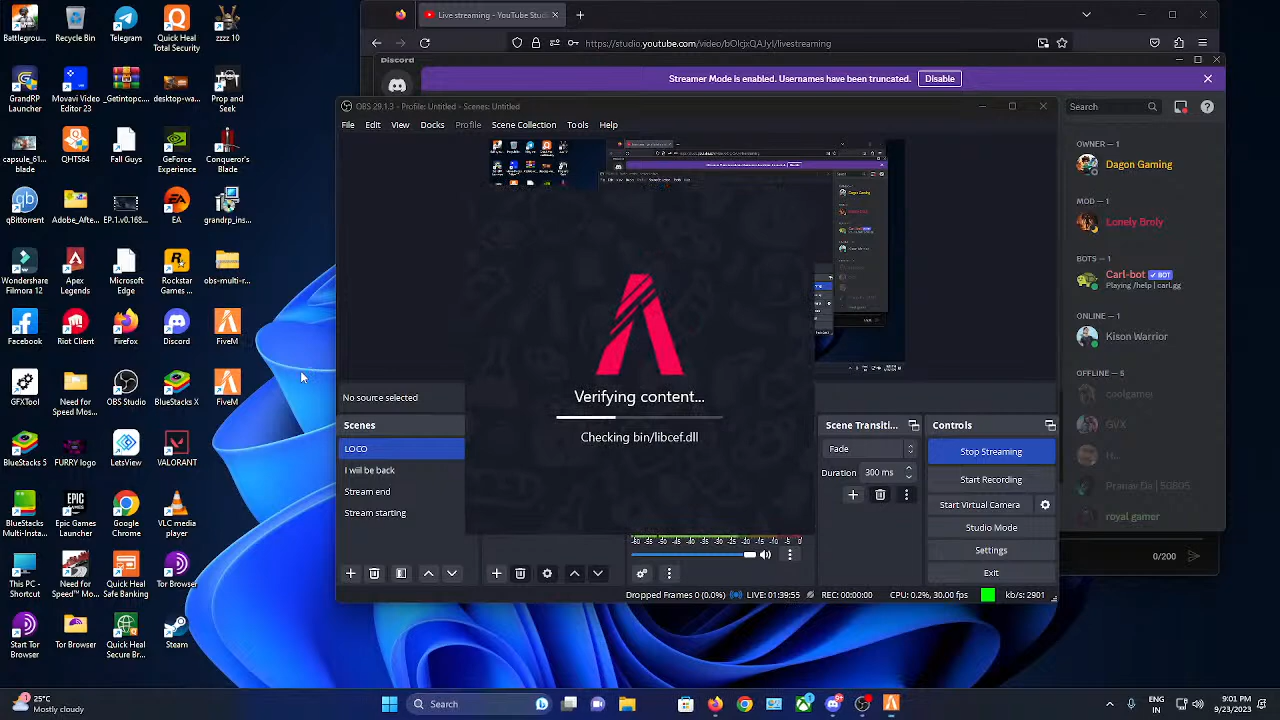 Battlegrou...
Recycle Bin
Telegram
Quick Heal
Total Security
zzzz 10
GrandRP
Launcher
Movavi Video
Editor 23
_Getintopc...
desktop-wa...
Prop and
Seek
CHTS64
Fall Guys
GeForce
Experience
Conqueror's
Blade
qBittorrent
Adobe_Afte...
EP.1.v0.168...
EA
grandrp_ins...
Wondershare
Filmora 12
Apex
Legends
Microsoft
Edge
Rockstar
Games ...
obs-multi-r...
Facebook
Riot Client
Firefox
Discord
FiveM
GFXTool
Need for
Speed Mo...
OBS Studio
BlueStacks X
FiveM
BlueStacks 5
FURRY logo
LetsView
VALORANT
BlueStacks
Multi-Insta...
Epic Games
Launcher
Google
Chrome
VLC media
player
This PC -
Shortcut
Need for
Speed™ Mo...
Quick Heal
Safe Banking
Tor Browser
Start Tor
Browser
Tor Browser
Quick Heal
Secure Br...
Steam
Live streaming - YouTube Stud
https://studio.youtube.com/video/bOIcjxQAJyI/livestreaming
Discord
Streamer Mode is enabled. Usernames have been truncated.
Disable
OBS 29.1.3 - Profile: Untitled - Scenes: Untitled
File
Edit
View
Docks
Profile
Scene Collection
Tools
Help
Search
OWNER — 1
Dagon Gaming
MOD — 1
Lonely Broly
BOTS — 1
Carl-bot
BOT
Playing /help | carl.gg
ONLINE — 1
Kison Warrior
OFFLINE — 5
coolgamer
GVX
H...
Pranav Da | 50805
royal gamer
0/200
Verifying content...
Checking bin/libcef.dll
No source selected
Scenes
LOCO
I will be back
Stream end
Stream starting
Scene Transiti...
Fade
Duration
300 ms
Controls
Stop Streaming
Start Recording
Start Virtual Camera
Studio Mode
Settings
Exit
Dropped Frames 0 (0.0%)
LIVE: 01:39:55
REC: 00:00:00
CPU: 0.2%, 30.00 fps
kb/s: 2901
25°C
Mostly cloudy
Search
ENG
IN
9:01 PM
9/23/2023